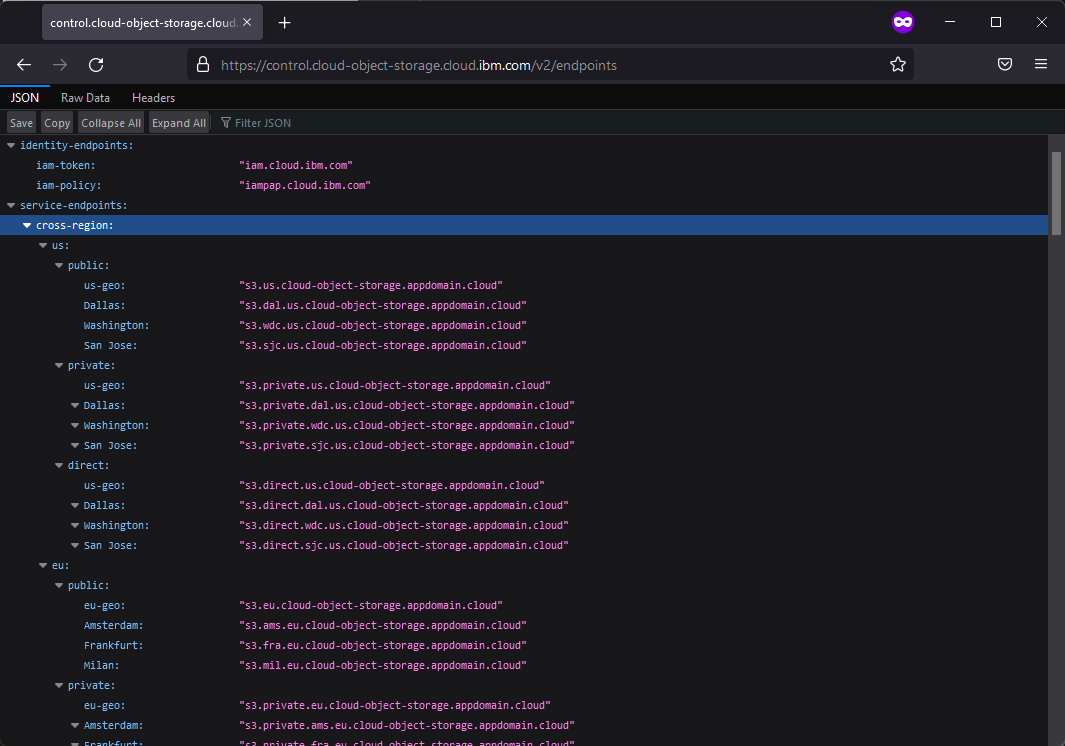 control.cloud-object-storage.cloud.
https://control.cloud-object-storage.cloud.ibm.com/v2/endpoints
JSON Raw Data Headers
Save Copy Collapse All Expand All Filter JSON
identity-endpoints:
iam-token: "iam.cloud.ibm.com"
iam-policy: "iampap.cloud.ibm.com"
service-endpoints:
cross-region:
us:
public:
us-geo: "s3.us.cloud-object-storage.appdomain.cloud"
Dallas: "s3.dal.us.cloud-object-storage.appdomain.cloud"
Washington: "s3.wdc.us.cloud-object-storage.appdomain.cloud"
San Jose: "s3.sjc.us.cloud-object-storage.appdomain.cloud"
private:
us-geo: "s3.private.us.cloud-object-storage.appdomain.cloud"
Dallas: "s3.private.dal.us.cloud-object-storage.appdomain.cloud"
Washington: "s3.private.wdc.us.cloud-object-storage.appdomain.cloud"
San Jose: "s3.private.sjc.us.cloud-object-storage.appdomain.cloud"
direct:
us-geo: "s3.direct.us.cloud-object-storage.appdomain.cloud"
Dallas: "s3.direct.dal.us.cloud-object-storage.appdomain.cloud"
Washington: "s3.direct.wdc.us.cloud-object-storage.appdomain.cloud"
San Jose: "s3.direct.sjc.us.cloud-object-storage.appdomain.cloud"
eu:
public:
eu-geo: "s3.eu.cloud-object-storage.appdomain.cloud"
Amsterdam: "s3.ams.eu.cloud-object-storage.appdomain.cloud"
Frankfurt: "s3.fra.eu.cloud-object-storage.appdomain.cloud"
Milan: "s3.mil.eu.cloud-object-storage.appdomain.cloud"
private:
eu-geo: "s3.private.eu.cloud-object-storage.appdomain.cloud"
Amsterdam: "s3.private.ams.eu.cloud-object-storage.appdomain.cloud"
Frankfurt: "s3.private.fra.eu.cloud-object-storage.appdomain.cloud"